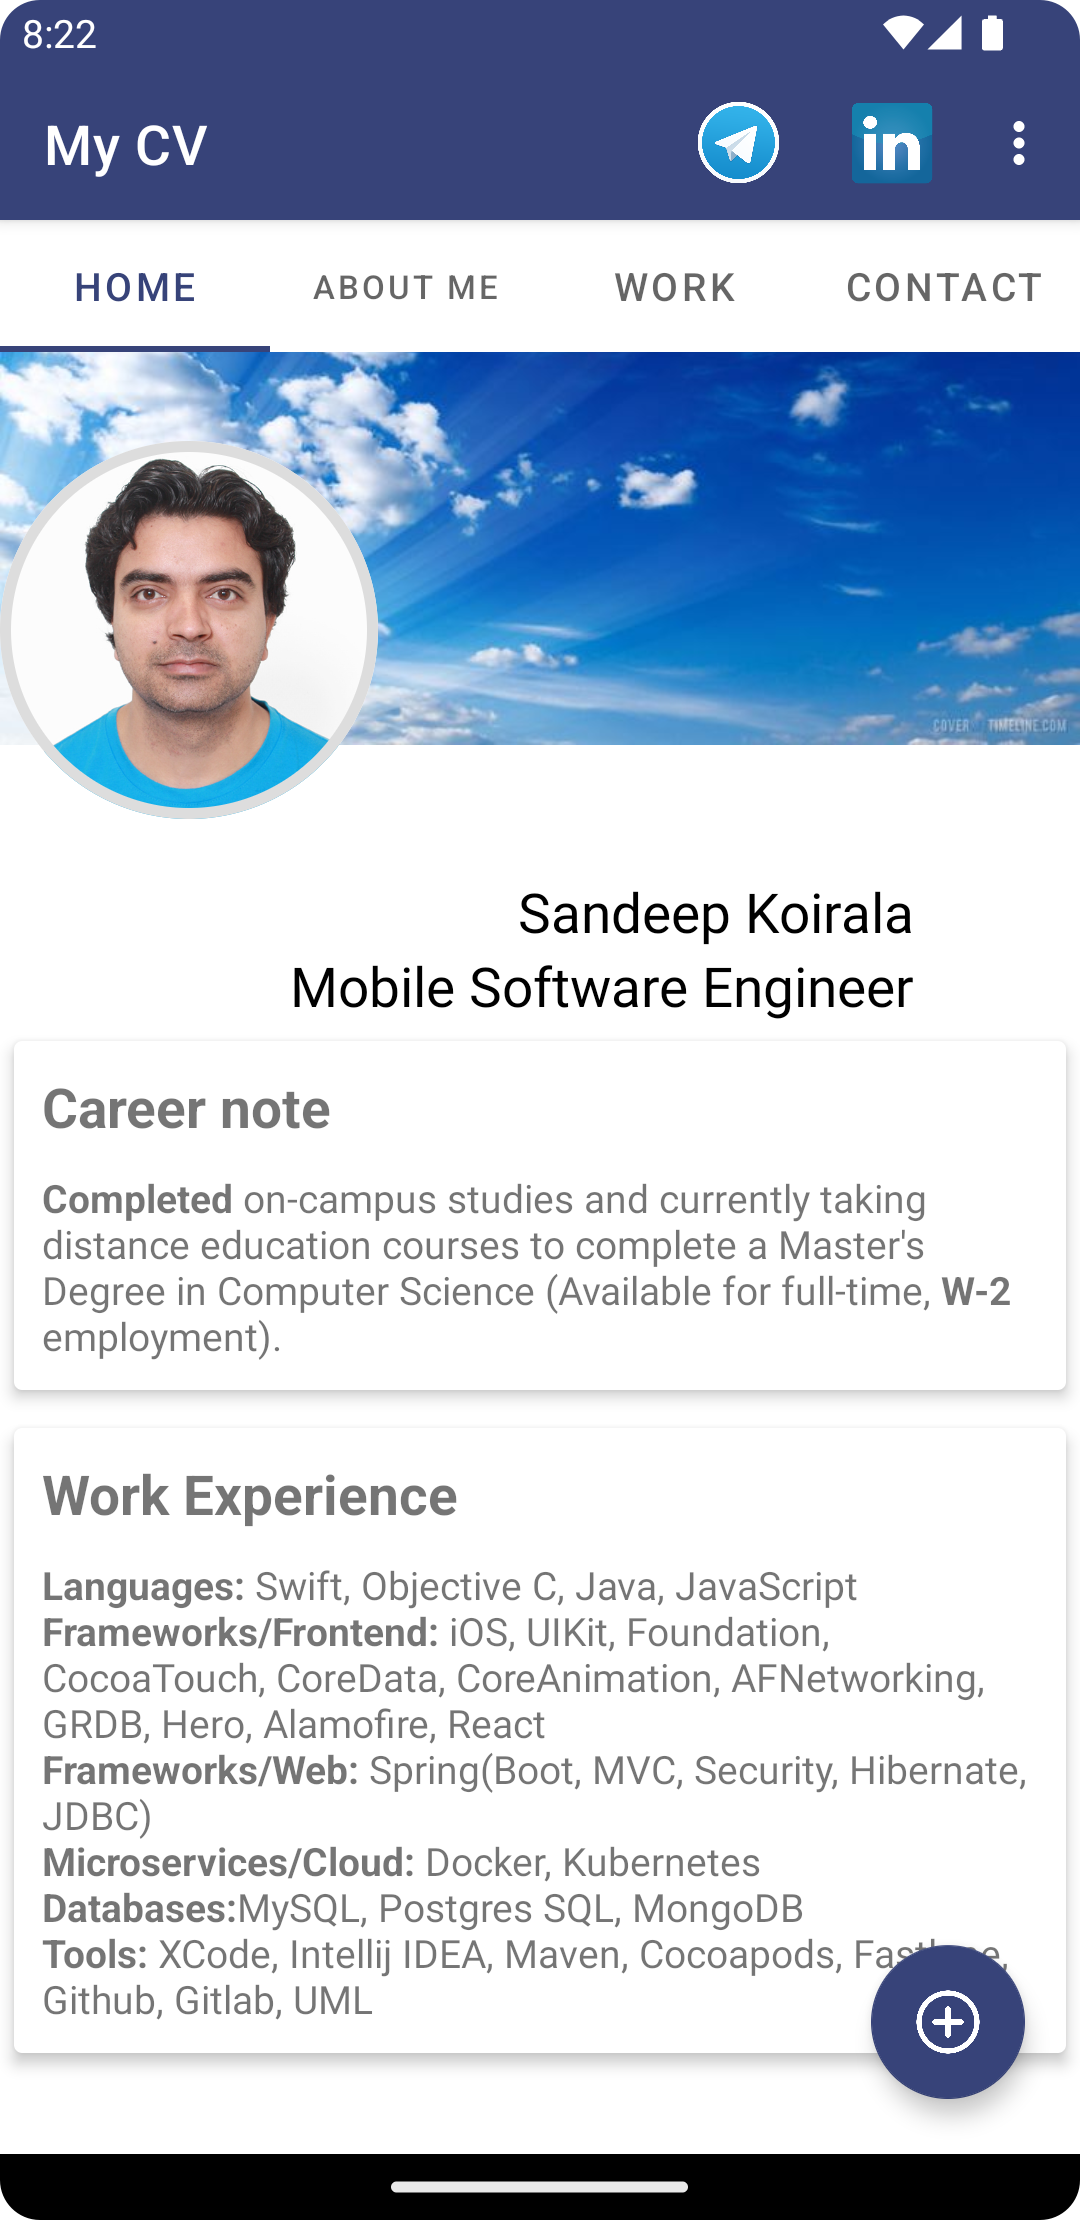 8:22
My CV
in
HOME
ABOUT ME
WORK
CONTACT
COVER TIMELINE.COM
Sandeep Koirala
Mobile Software Engineer
Career note
Completed on-campus studies and currently taking
distance education courses to complete a Master's
Degree in Computer Science (Available for full-time, W-2
employment).
Work Experience
Languages: Swift, Objective C, Java, JavaScript
Frameworks/Frontend: iOS, UIKit, Foundation,
CocoaTouch, CoreData, CoreAnimation, AFNetworking,
GRDB, Hero, Alamofire, React
Frameworks/Web: Spring(Boot, MVC, Security, Hibernate,
JDBC)
Microservices/Cloud: Docker, Kubernetes
Databases:MySQL, Postgres SQL, MongoDB
Tools: XCode, Intellij IDEA, Maven, Cocoapods,
Github, Gitlab, UML